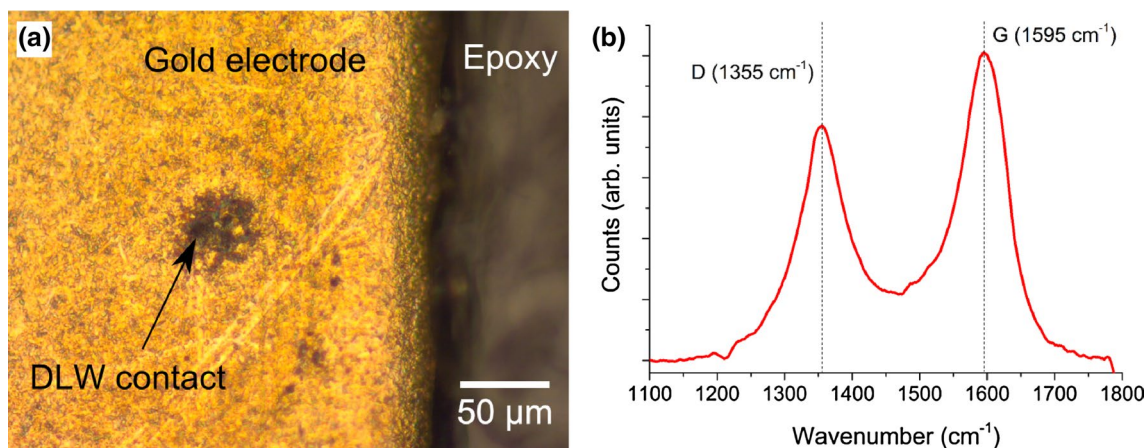 (a)
Gold electrode
Epoxy
DLW contact
50 μm
(b)
G (1595 cm⁻¹)
D (1355 cm⁻¹)
Counts (arb. units)
1100 1200 1300 1400 1500 1600 1700 1800
Wavenumber (cm⁻¹)